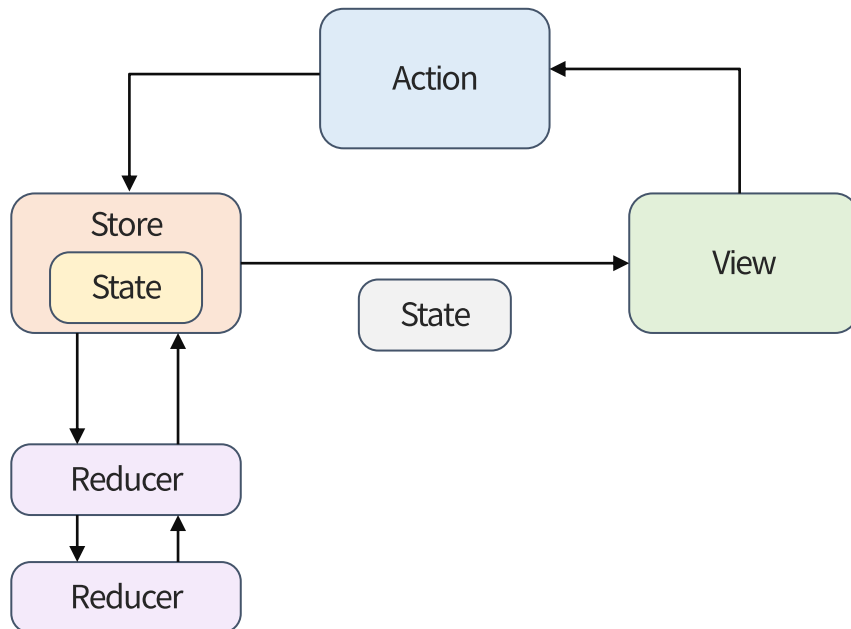 Action
Store
State
State
View
Reducer
Reducer